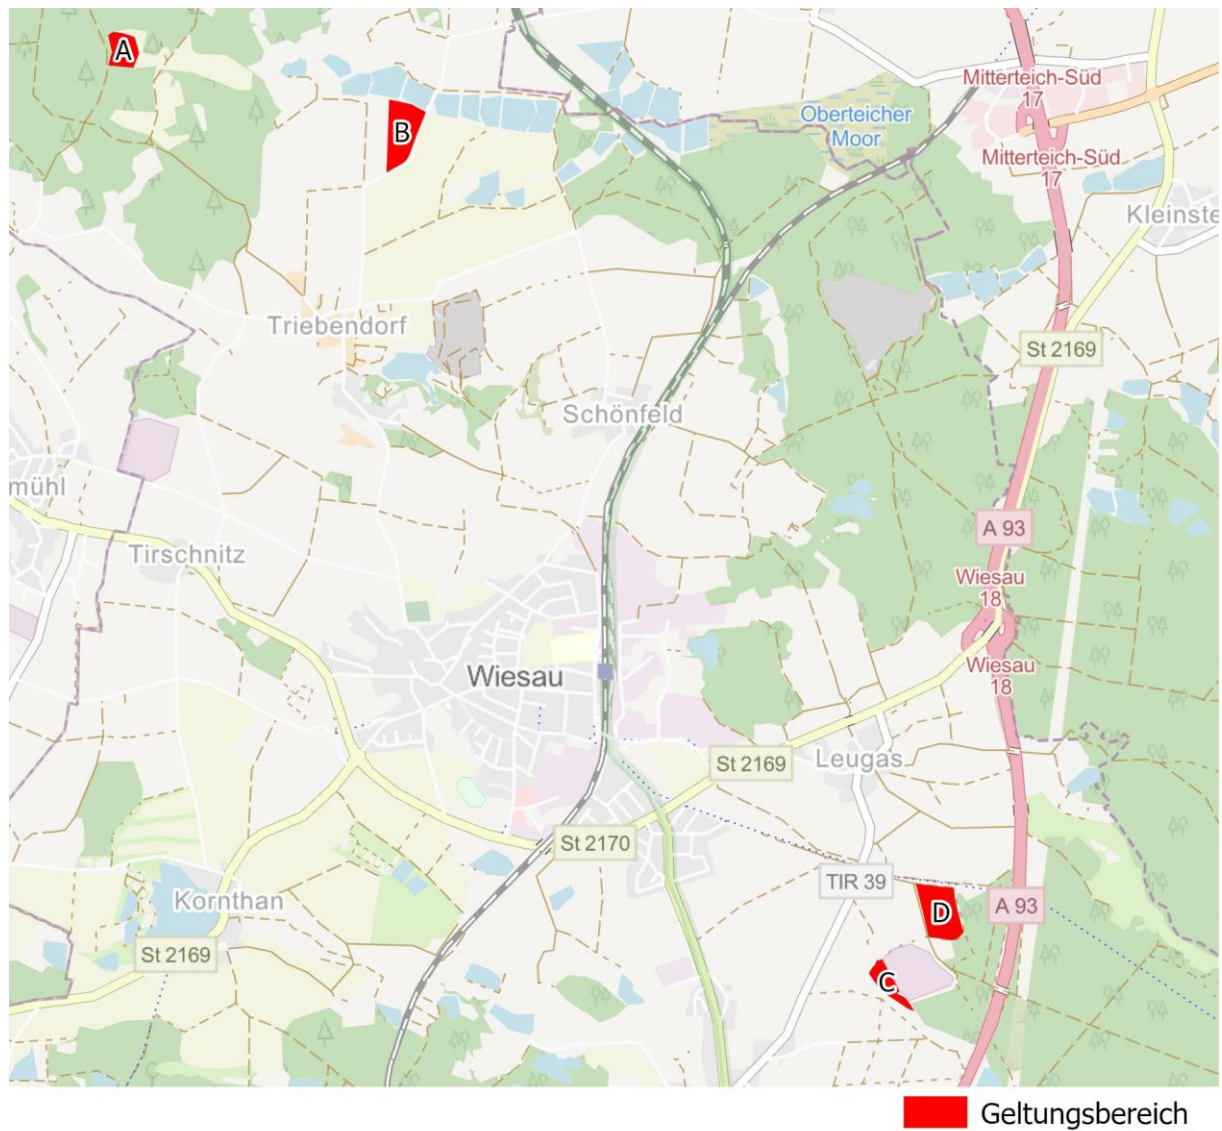 A
B
Oberteicher
Moor
Mitterteich-Süd
17
Mitterteich-Süd
17
Kleinste
Triebendorf
St 2169
Schönfeld
mühl
A 93
Tirschnitz
Wiesau
18
Wiesau
Wiesau
18
St 2169
Leugas
St 2170
TIR 39
Kornthan
D
A 93
St 2169
C
Geltungsbereich